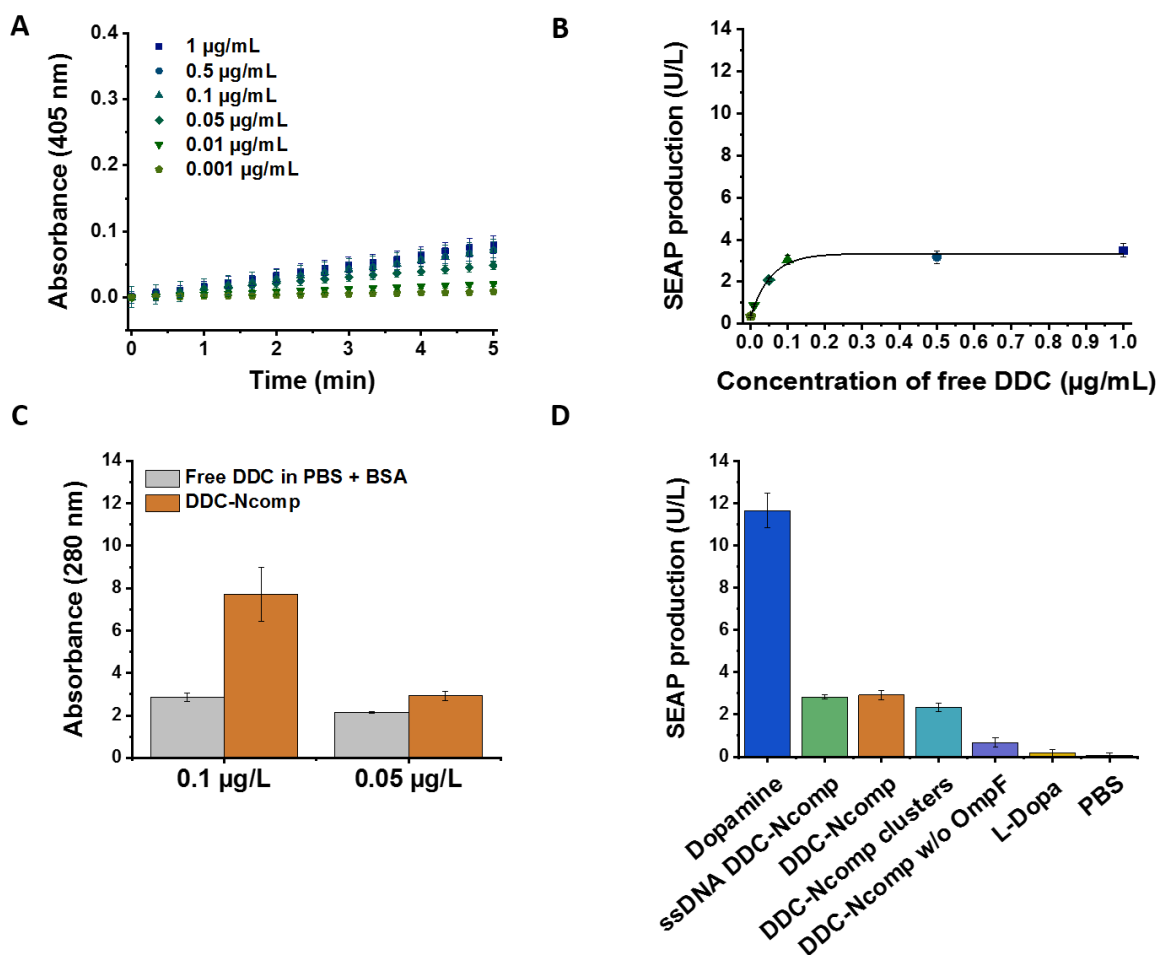 A
Absorbance (405 nm)
0.4
0.3
0.2
0.1
0.0
1 µg/mL
0.5 µg/mL
0.1 µg/mL
0.05 µg/mL
0.01 µg/mL
0.001 µg/mL
0 1 2 3 4 5
Time (min)
B
SEAP production (U/L)
14
12
10
8
6
4
2
0
0.0 0.1 0.2 0.3 0.4 0.5 0.6 0.7 0.8 0.9 1.0
Concentration of free DDC (µg/mL)
C
Absorbance (280 nm)
14
12
10
8
6
4
2
0
Free DDC in PBS + BSA
DDC-Ncomp
0.1 µg/L 0.05 µg/L
D
SEAP production (U/L)
14
12
10
8
6
4
2
0
Dopamine
ssDNA DDC-Ncomp
DDC-Ncomp
DDC-Ncomp clusters
DDC-Ncomp w/o OmpF
L-Dopa
PBS